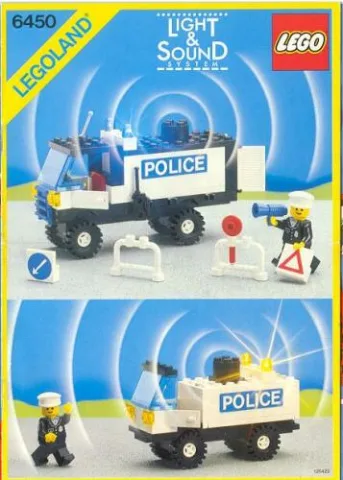 6450
LEGOLAND
LIGHT
&
SOUND
SYSTEM
LEGO
POLICE
POLICE